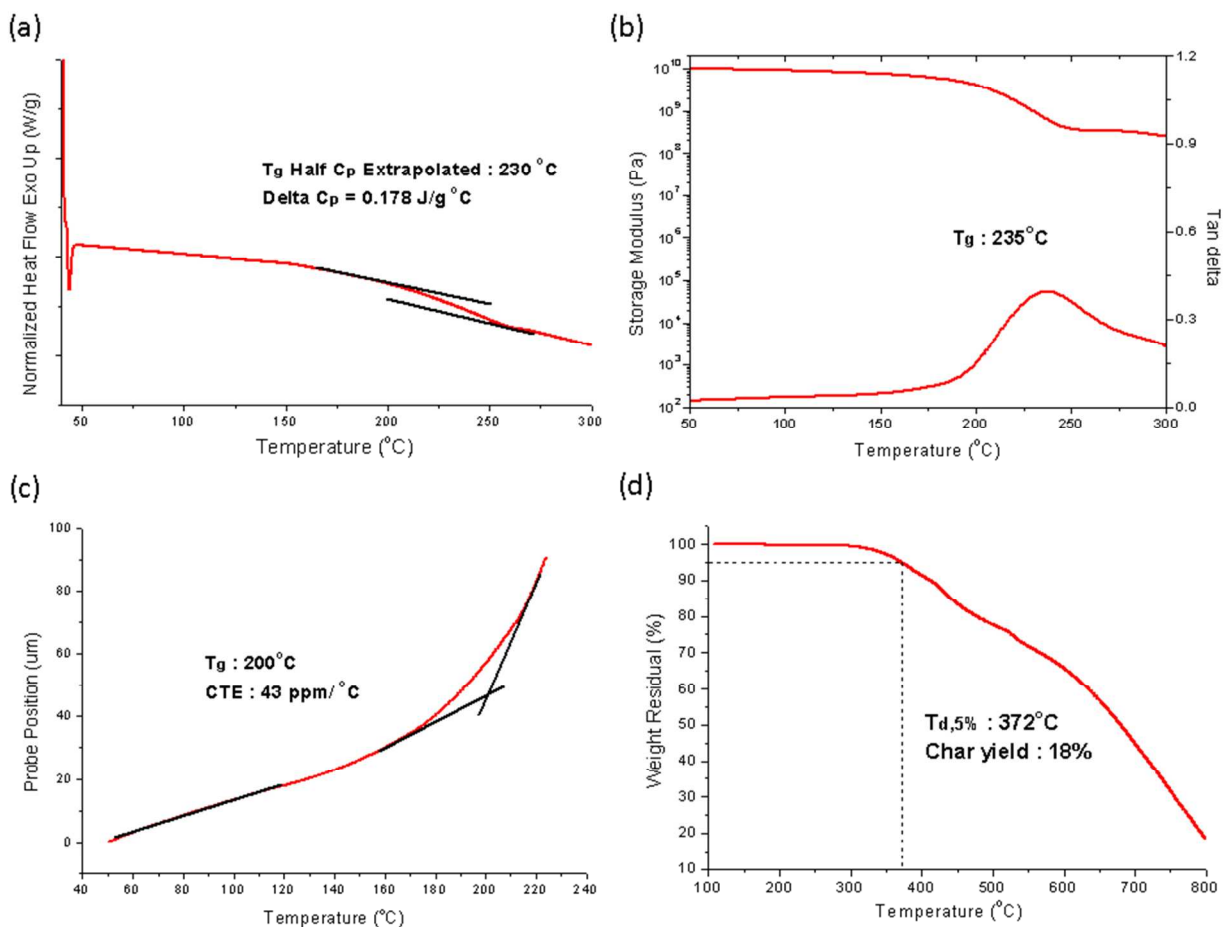 (a)
Normalized Heat Flow Exo Up (W/g)
Tg Half Cp Extrapolated : 230 °C
Delta Cp = 0.178 J/g °C
50 100 150 200 250 300
Temperature (°C)
(b)
Storage Modulus (Pa)
10^10
10^9
10^8
10^7
10^6
10^5
10^4
10^3
10^2
Tg : 235°C
1.2
0.9
0.6
0.3
0.0
Tan delta
50 100 150 200 250 300
Temperature (°C)
(c)
Probe Position (um)
100
80
60
40
20
0
Tg : 200°C
CTE : 43 ppm/ °C
40 60 80 100 120 140 160 180 200 220 240
Temperature (°C)
(d)
Weight Residual (%)
100
90
80
70
60
50
40
30
20
10
Td,5% : 372°C
Char yield : 18%
100 200 300 400 500 600 700 800
Temperature (°C)